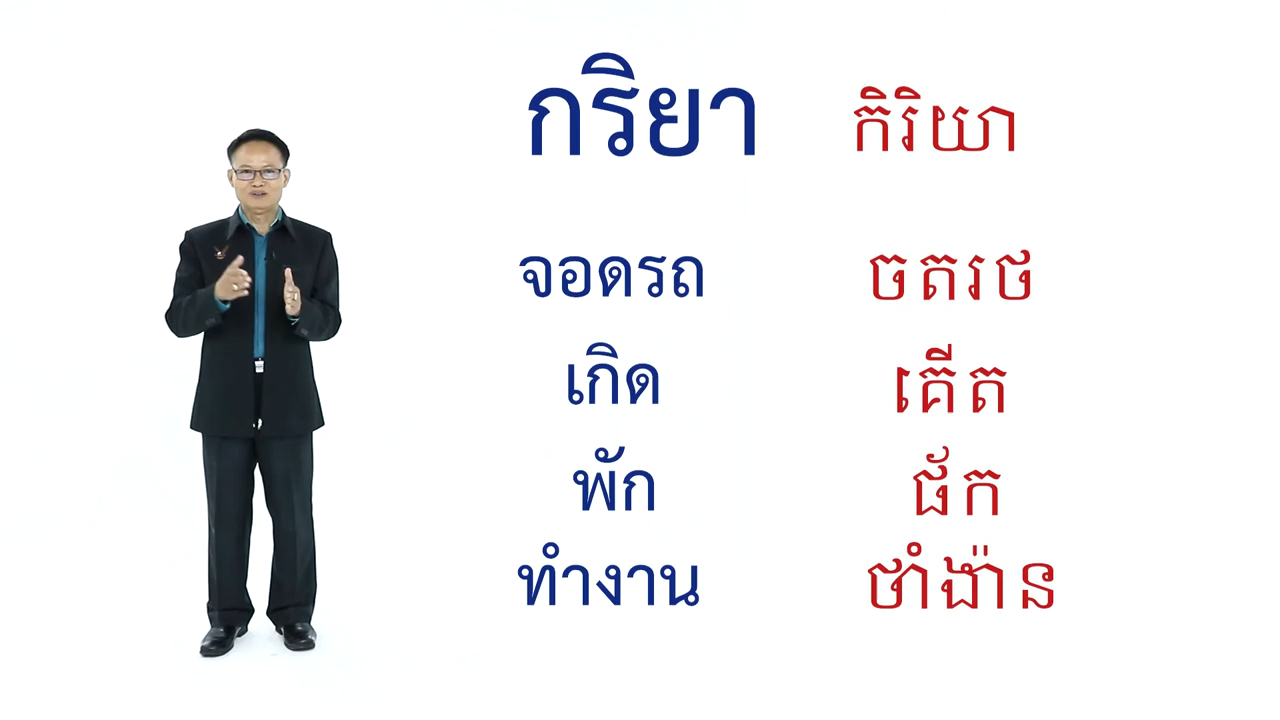 กริยา កិរិយា
จอดรถ ចតរថ
เกิด គើត
พัก ផ័ក
ทำงาน ថាំង៉ាន